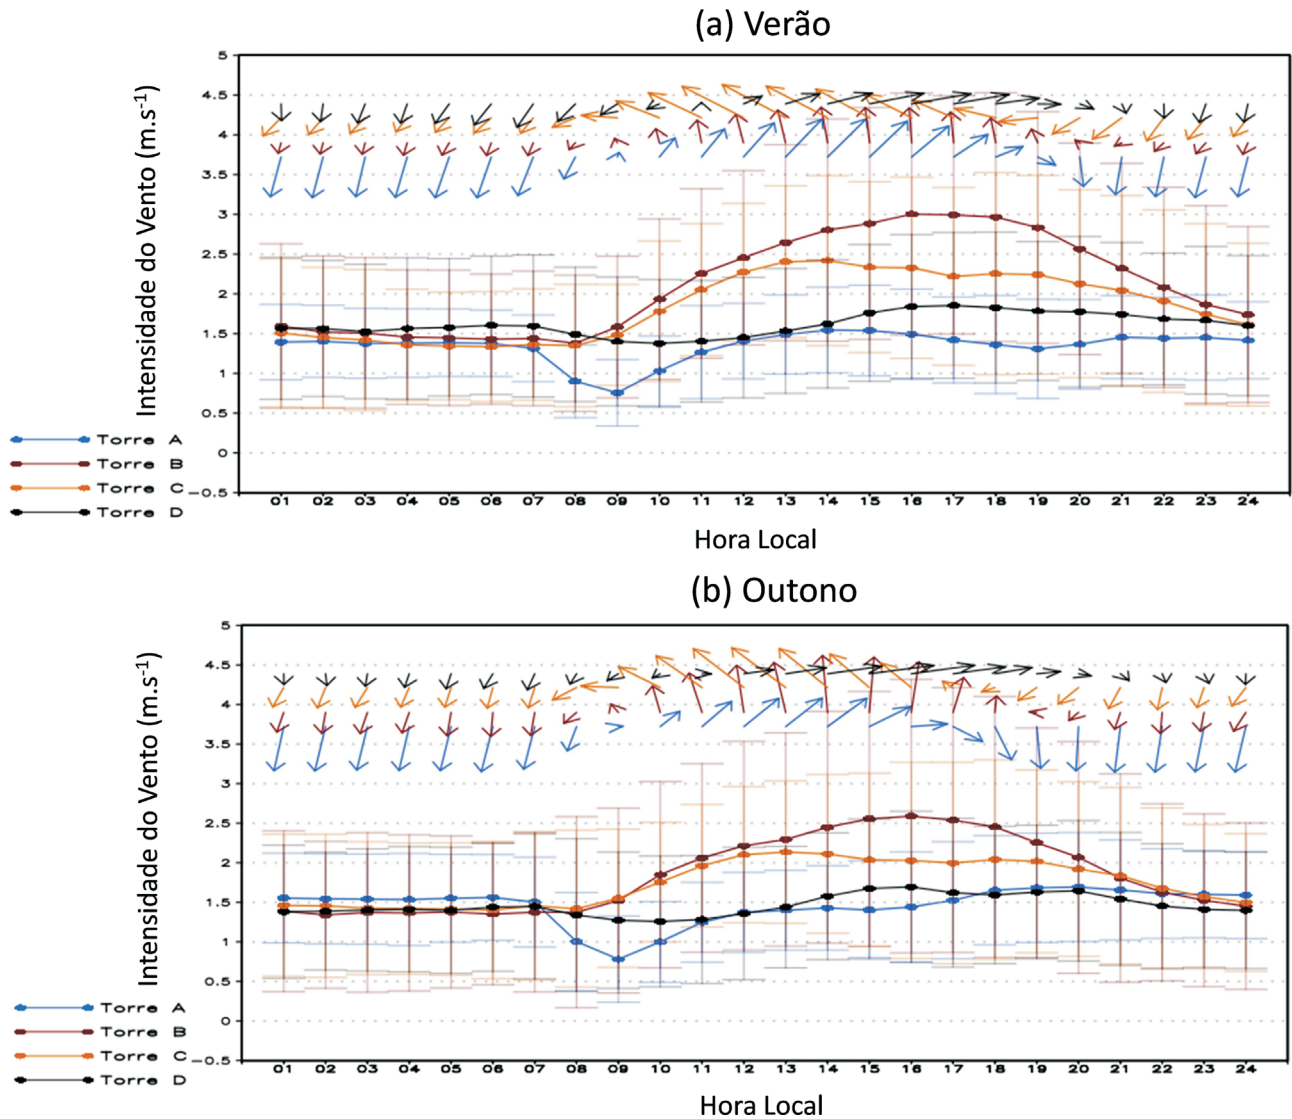 (a) Verão
Intensidade do Vento (m.s-1)
5
4.5
4
3.5
3
2.5
2
1.5
1
0.5
0
-0.5
01 02 03 04 05 06 07 08 09 10 11 12 13 14 15 16 17 18 19 20 21 22 23 24
Torre A
Torre B
Torre C
Torre D
Hora Local
(b) Outono
Intensidade do Vento (m.s-1)
5
4.5
4
3.5
3
2.5
2
1.5
1
0.5
0
-0.5
01 02 03 04 05 06 07 08 09 10 11 12 13 14 15 16 17 18 19 20 21 22 23 24
Torre A
Torre B
Torre C
Torre D
Hora Local